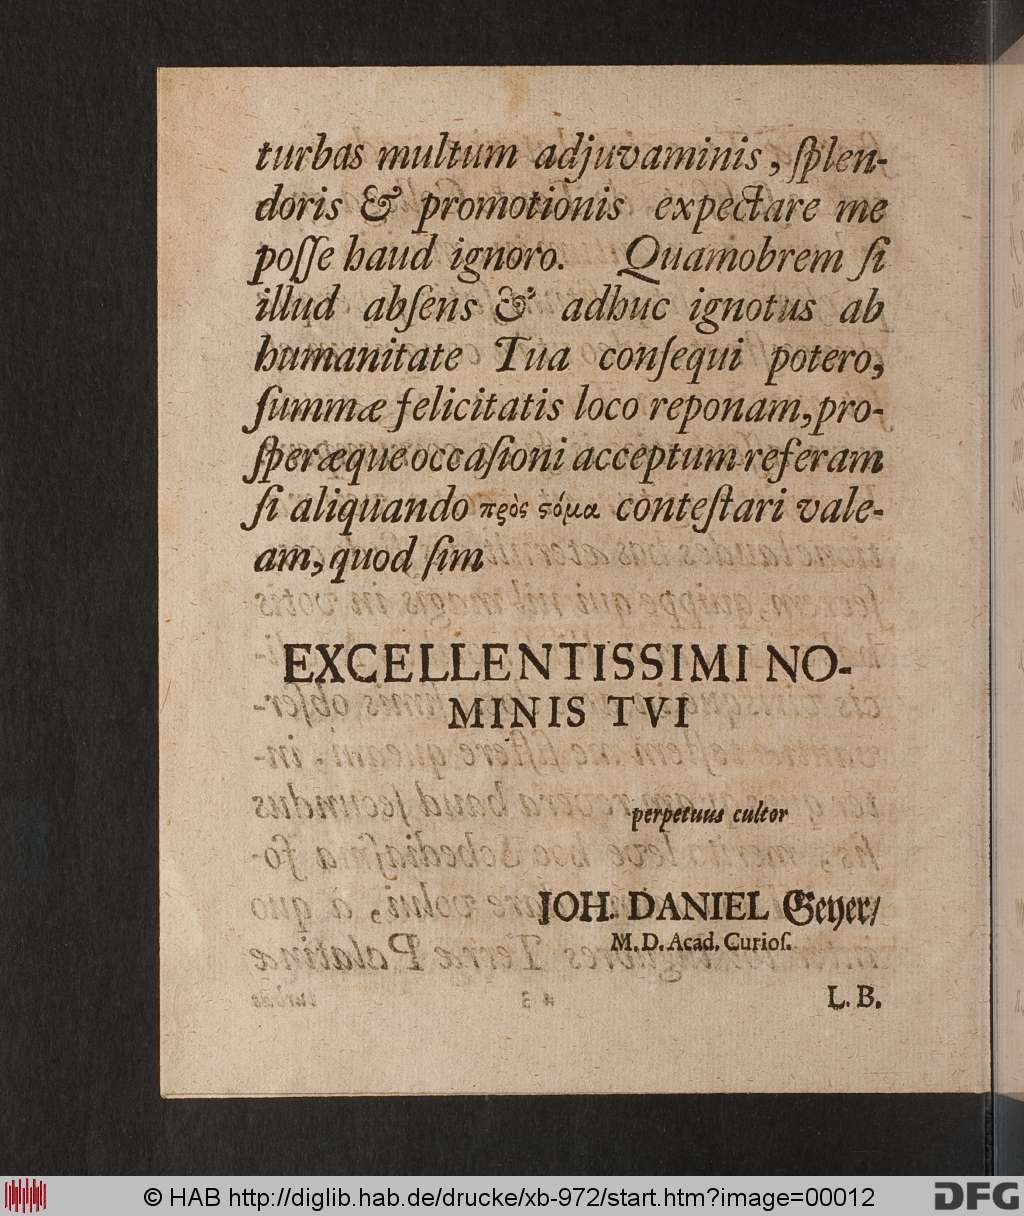 turbas multum adjuvaminis, ſplen-
doris & promotionis expectare me
poſſe haud ignoro. Quamobrem ſi
illud abſens & adhuc ignotus ab
humanitate Tua conſequi potero,
ſummæ felicitatis loco reponam, pro-
ſperæque occaſioni acceptum referam
ſi aliquando πρὸς ϛόμα conteſtari vale-
am, quod ſim
EXCELLENTISSIMI NO-
MINIS TVI
perpetuus cultor
JOH. DANIEL Geyer/
M. D. Acad. Curioſ.
L. B.
© HAB http://diglib.hab.de/drucke/xb-972/start.htm?image=00012
DFG